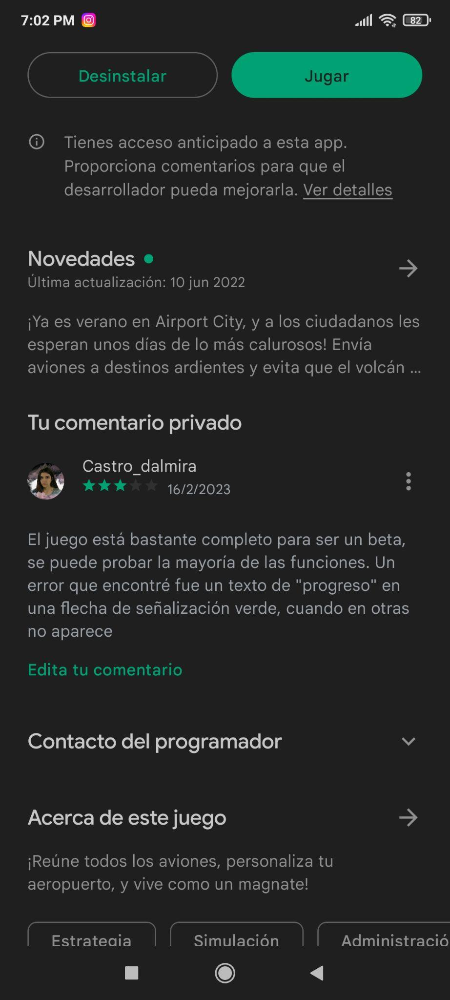 7:02 PM
82
Desinstalar
Jugar
Tienes acceso anticipado a esta app.
Proporciona comentarios para que el
desarrollador pueda mejorarla. Ver detalles
Novedades
Última actualización: 10 jun 2022
¡Ya es verano en Airport City, y a los ciudadanos les
esperan unos días de lo más calurosos! Envía
aviones a destinos ardientes y evita que el volcán ...
Tu comentario privado
Castro_dalmira
16/2/2023
El juego está bastante completo para ser un beta,
se puede probar la mayoría de las funciones. Un
error que encontré fue un texto de "progreso" en
una flecha de señalización verde, cuando en otras
no aparece
Edita tu comentario
Contacto del programador
Acerca de este juego
¡Reúne todos los aviones, personaliza tu
aeropuerto, y vive como un magnate!
Estrategia
Simulación
Administració